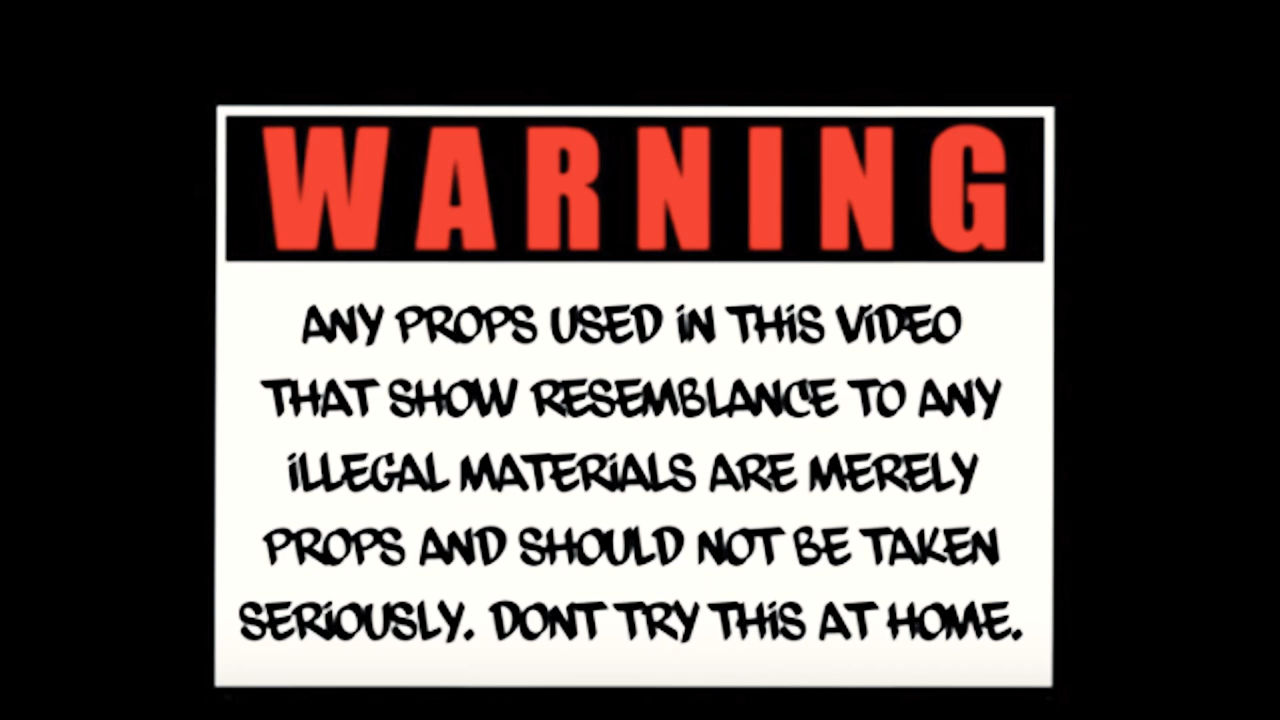 WARNING
ANY PROPS USED iN THiS ViDEO
THAT SHOW RESEMBLANCE TO ANY
iLLEGAL MATERiALS ARE MERELY
PROPS AND SHOULD NOT BE TAKEN
SERiOUSLY. DONT TRY THiS AT HOME.